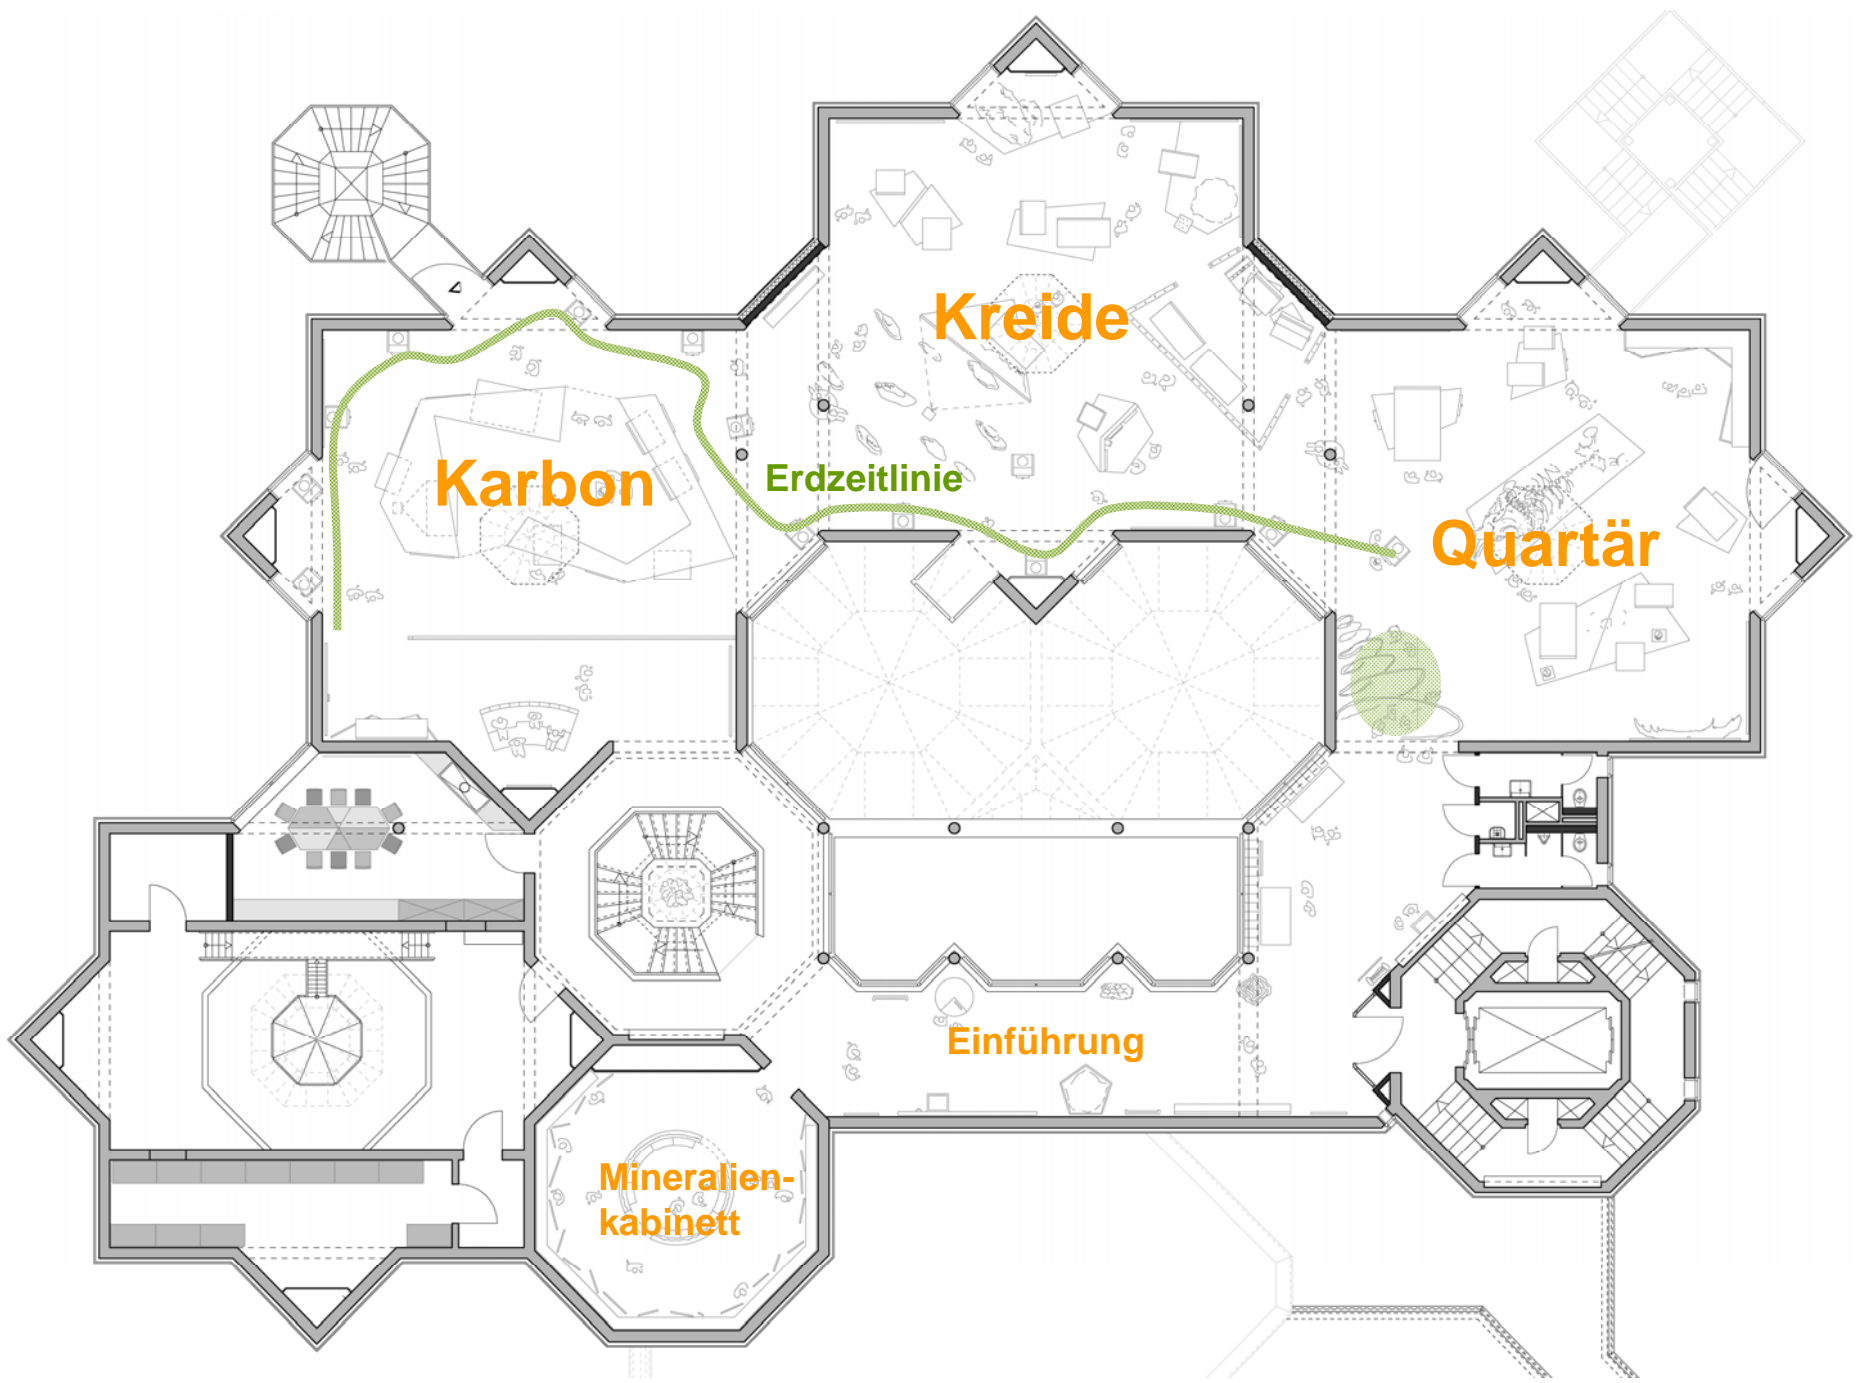 Kreide
Karbon
Erdzeitlinie
Quartär
Einführung
Mineralien-
kabinett